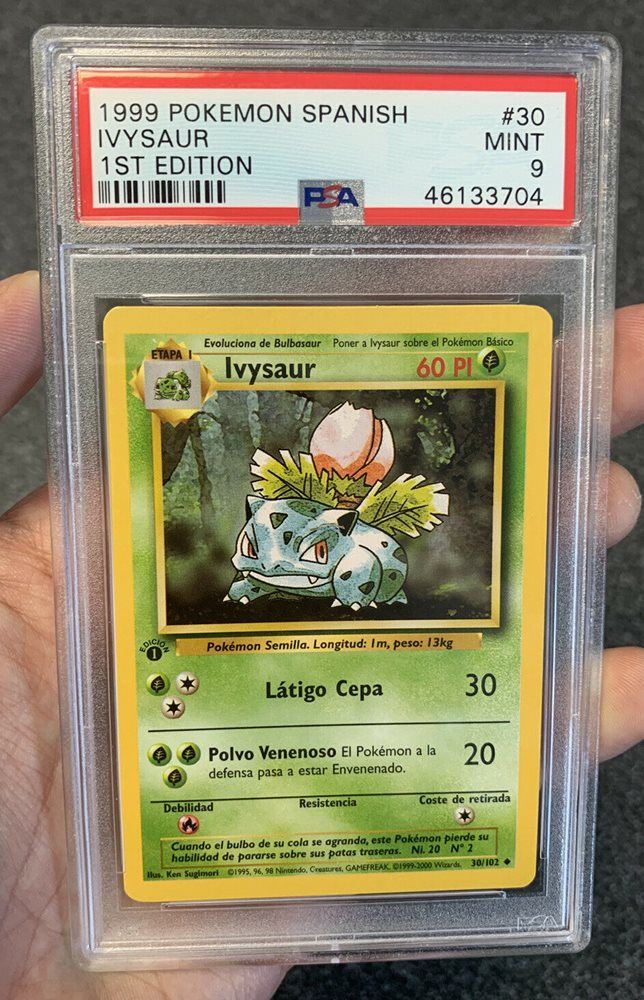 1999 POKEMON SPANISH #30
IVYSAUR MINT
1ST EDITION 9
PSA 46133704
Evoluciona de Bulbasaur Poner a Ivysaur sobre el Pokémon Básico
ETAPA 1
Ivysaur 60 PI
EDICIÓN 1
Pokémon Semilla. Longitud: 1m, peso: 13kg
Látigo Cepa 30
Polvo Venenoso El Pokémon a la 20
defensa pasa a estar Envenenado.
Debilidad Resistencia Coste de retirada
Cuando el bulbo de su cola se agranda, este Pokémon pierde su
habilidad de pararse sobre sus patas traseras. Nl. 20 Nº 2
Ilus. Ken Sugimori ©1995, 96, 98 Nintendo, Creatures, GAMEFREAK. ©1999-2000 Wizards. 30/102
PSA